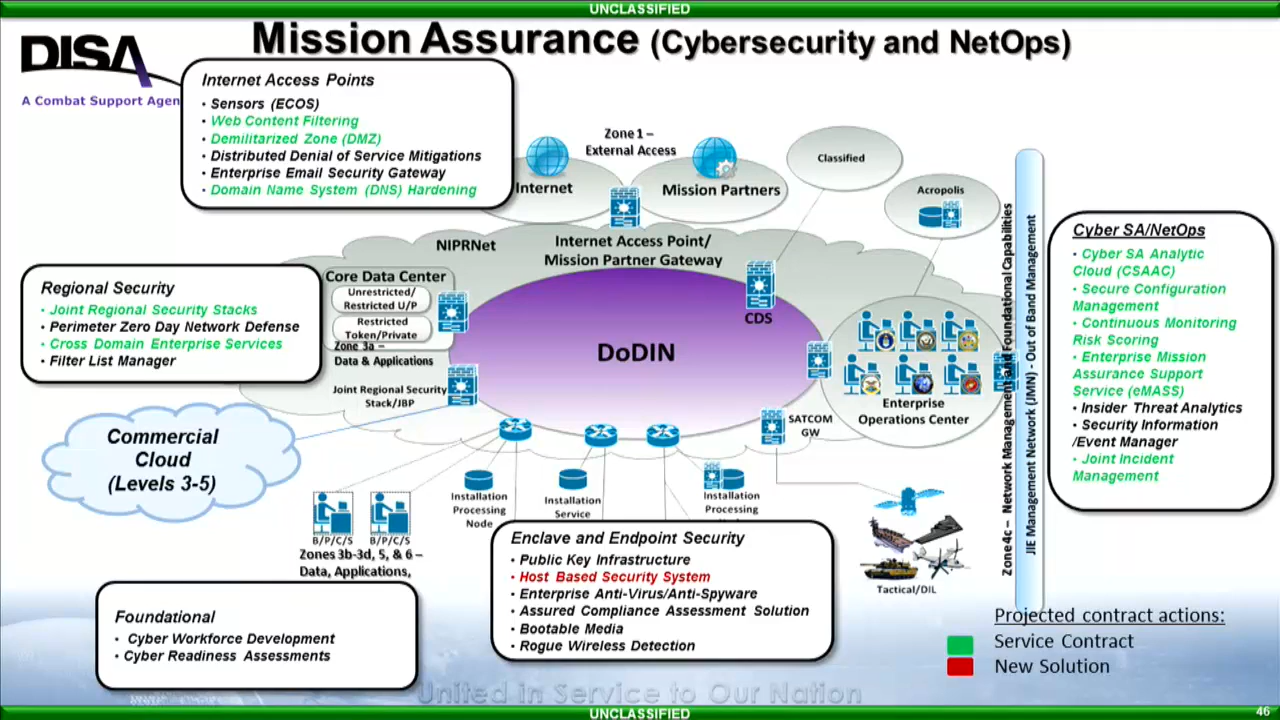 UNCLASSIFIED
Mission Assurance (Cybersecurity and NetOps)
DISA
A Combat Support Agen
Internet Access Points
• Sensors (ECOS)
• Web Content Filtering
• Demilitarized Zone (DMZ)
• Distributed Denial of Service Mitigations
• Enterprise Email Security Gateway
• Domain Name System (DNS) Hardening
Zone 1 –
External Access
Internet
Mission Partners
Classified
Acropolis
NIPRNet
Internet Access Point/
Mission Partner Gateway
Core Data Center
Unrestricted/
Restricted U/P
Restricted
Token/Private
Zone 3a –
Data & Applications
Joint Regional Security
Stack/JBP
CDS
DoDIN
Enterprise
Operations Center
SATCOM
GW
Regional Security
• Joint Regional Security Stacks
• Perimeter Zero Day Network Defense
• Cross Domain Enterprise Services
• Filter List Manager
Commercial
Cloud
(Levels 3-5)
Zone 4c – Network Management and Foundational Capabilities
JIE Management Network (JMN) - Out of Band Management
Cyber SA/NetOps
• Cyber SA Analytic
Cloud (CSAAC)
• Secure Configuration
Management
• Continuous Monitoring
Risk Scoring
• Enterprise Mission
Assurance Support
Service (eMASS)
• Insider Threat Analytics
• Security Information
/Event Manager
• Joint Incident
Management
Installation
Processing
Node
Installation
Service
Installation
Processing
B/P/C/S
B/P/C/S
Zones 3b-3d, 5, & 6 –
Data, Applications,
Enclave and Endpoint Security
• Public Key Infrastructure
• Host Based Security System
• Enterprise Anti-Virus/Anti-Spyware
• Assured Compliance Assessment Solution
• Bootable Media
• Rogue Wireless Detection
Tactical/DIL
Foundational
• Cyber Workforce Development
• Cyber Readiness Assessments
Projected contract actions:
Service Contract
New Solution
United in Service to Our Nation
UNCLASSIFIED
46